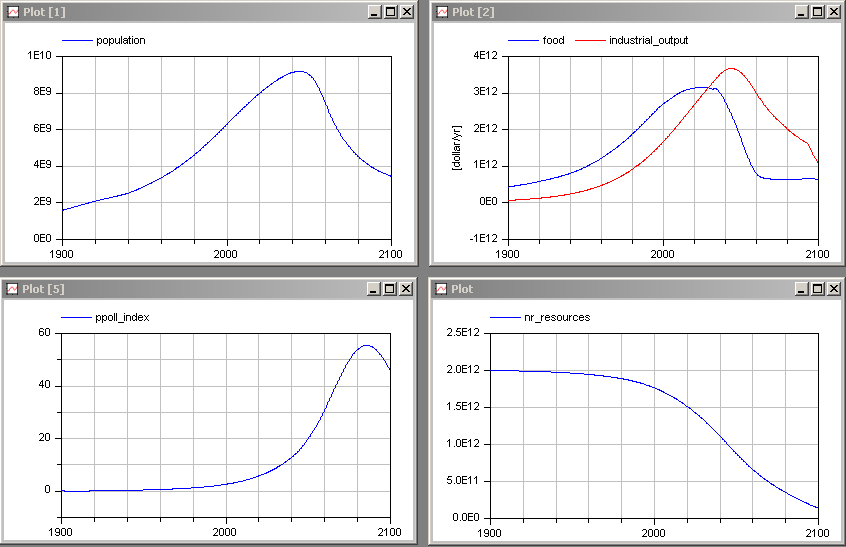 Plot [1]
population
1E10
8E9
6E9
4E9
2E9
0E0
1900 2000 2100
Plot [2]
food industrial_output
4E12
3E12
2E12
1E12
0E0
-1E12
[dollar/yr]
1900 2000 2100
Plot [5]
ppoll_index
60
40
20
0
1900 2000 2100
Plot
nr_resources
2.5E12
2.0E12
1.5E12
1.0E12
5.0E11
0.0E0
1900 2000 2100